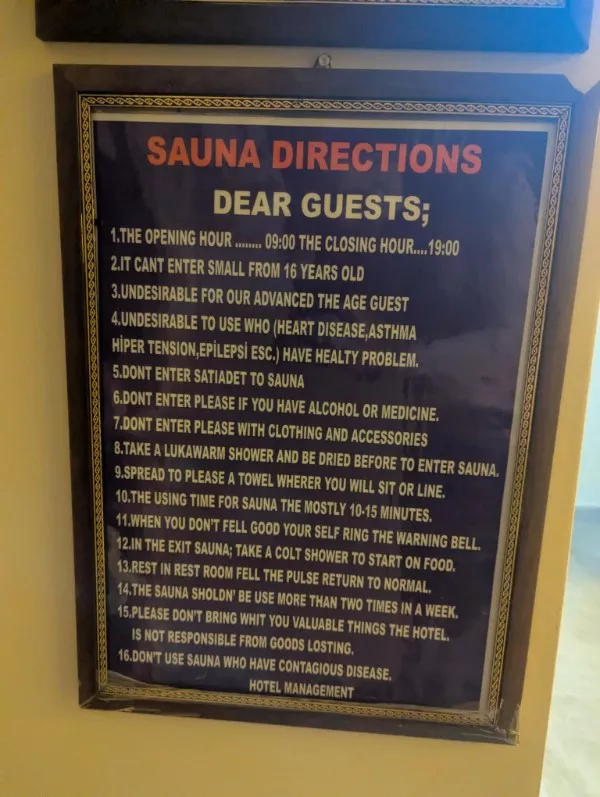 SAUNA DIRECTIONS
DEAR GUESTS;
1.THE OPENING HOUR ........ 09:00 THE CLOSING HOUR....19:00
2.IT CANT ENTER SMALL FROM 16 YEARS OLD
3.UNDESIRABLE FOR OUR ADVANCED THE AGE GUEST
4.UNDESIRABLE TO USE WHO (HEART DISEASE,ASTHMA
HİPER TENSION,EPİLEPSİ ESC.) HAVE HEALTY PROBLEM.
5.DONT ENTER SATIADET TO SAUNA
6.DONT ENTER PLEASE IF YOU HAVE ALCOHOL OR MEDICINE.
7.DONT ENTER PLEASE WITH CLOTHING AND ACCESSORIES
8.TAKE A LUKAWARM SHOWER AND BE DRIED BEFORE TO ENTER SAUNA.
9.SPREAD TO PLEASE A TOWEL WHERER YOU WILL SIT OR LINE.
10.THE USING TIME FOR SAUNA THE MOSTLY 10-15 MINUTES.
11.WHEN YOU DON'T FELL GOOD YOUR SELF RING THE WARNING BELL.
12.IN THE EXIT SAUNA; TAKE A COLT SHOWER TO START ON FOOD.
13.REST IN REST ROOM FELL THE PULSE RETURN TO NORMAL.
14.THE SAUNA SHOLDN' BE USE MORE THAN TWO TIMES IN A WEEK.
15.PLEASE DON'T BRING WHIT YOU VALUABLE THINGS THE HOTEL.
IS NOT RESPONSIBLE FROM GOODS LOSTING.
16.DON'T USE SAUNA WHO HAVE CONTAGIOUS DISEASE.
HOTEL MANAGEMENT